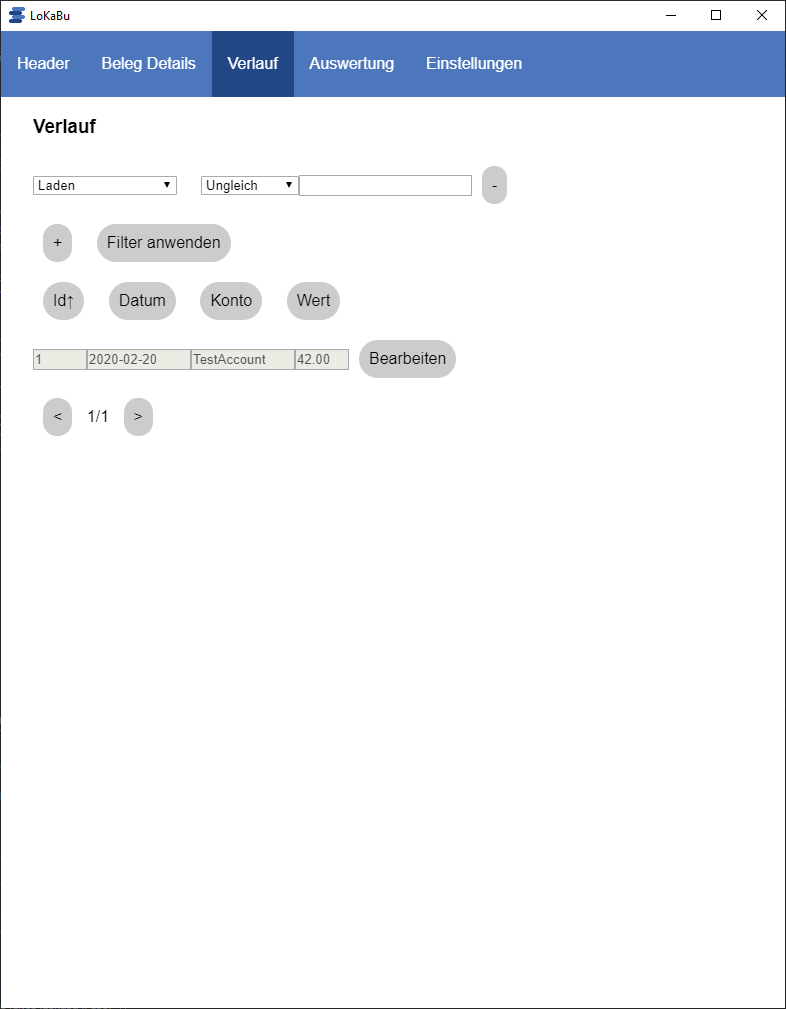 LoKaBu
Header Beleg Details Verlauf Auswertung Einstellungen
Verlauf
Laden Ungleich -
+ Filter anwenden
Id↑ Datum Konto Wert
1 2020-02-20 TestAccount 42.00 Bearbeiten
< 1/1 >